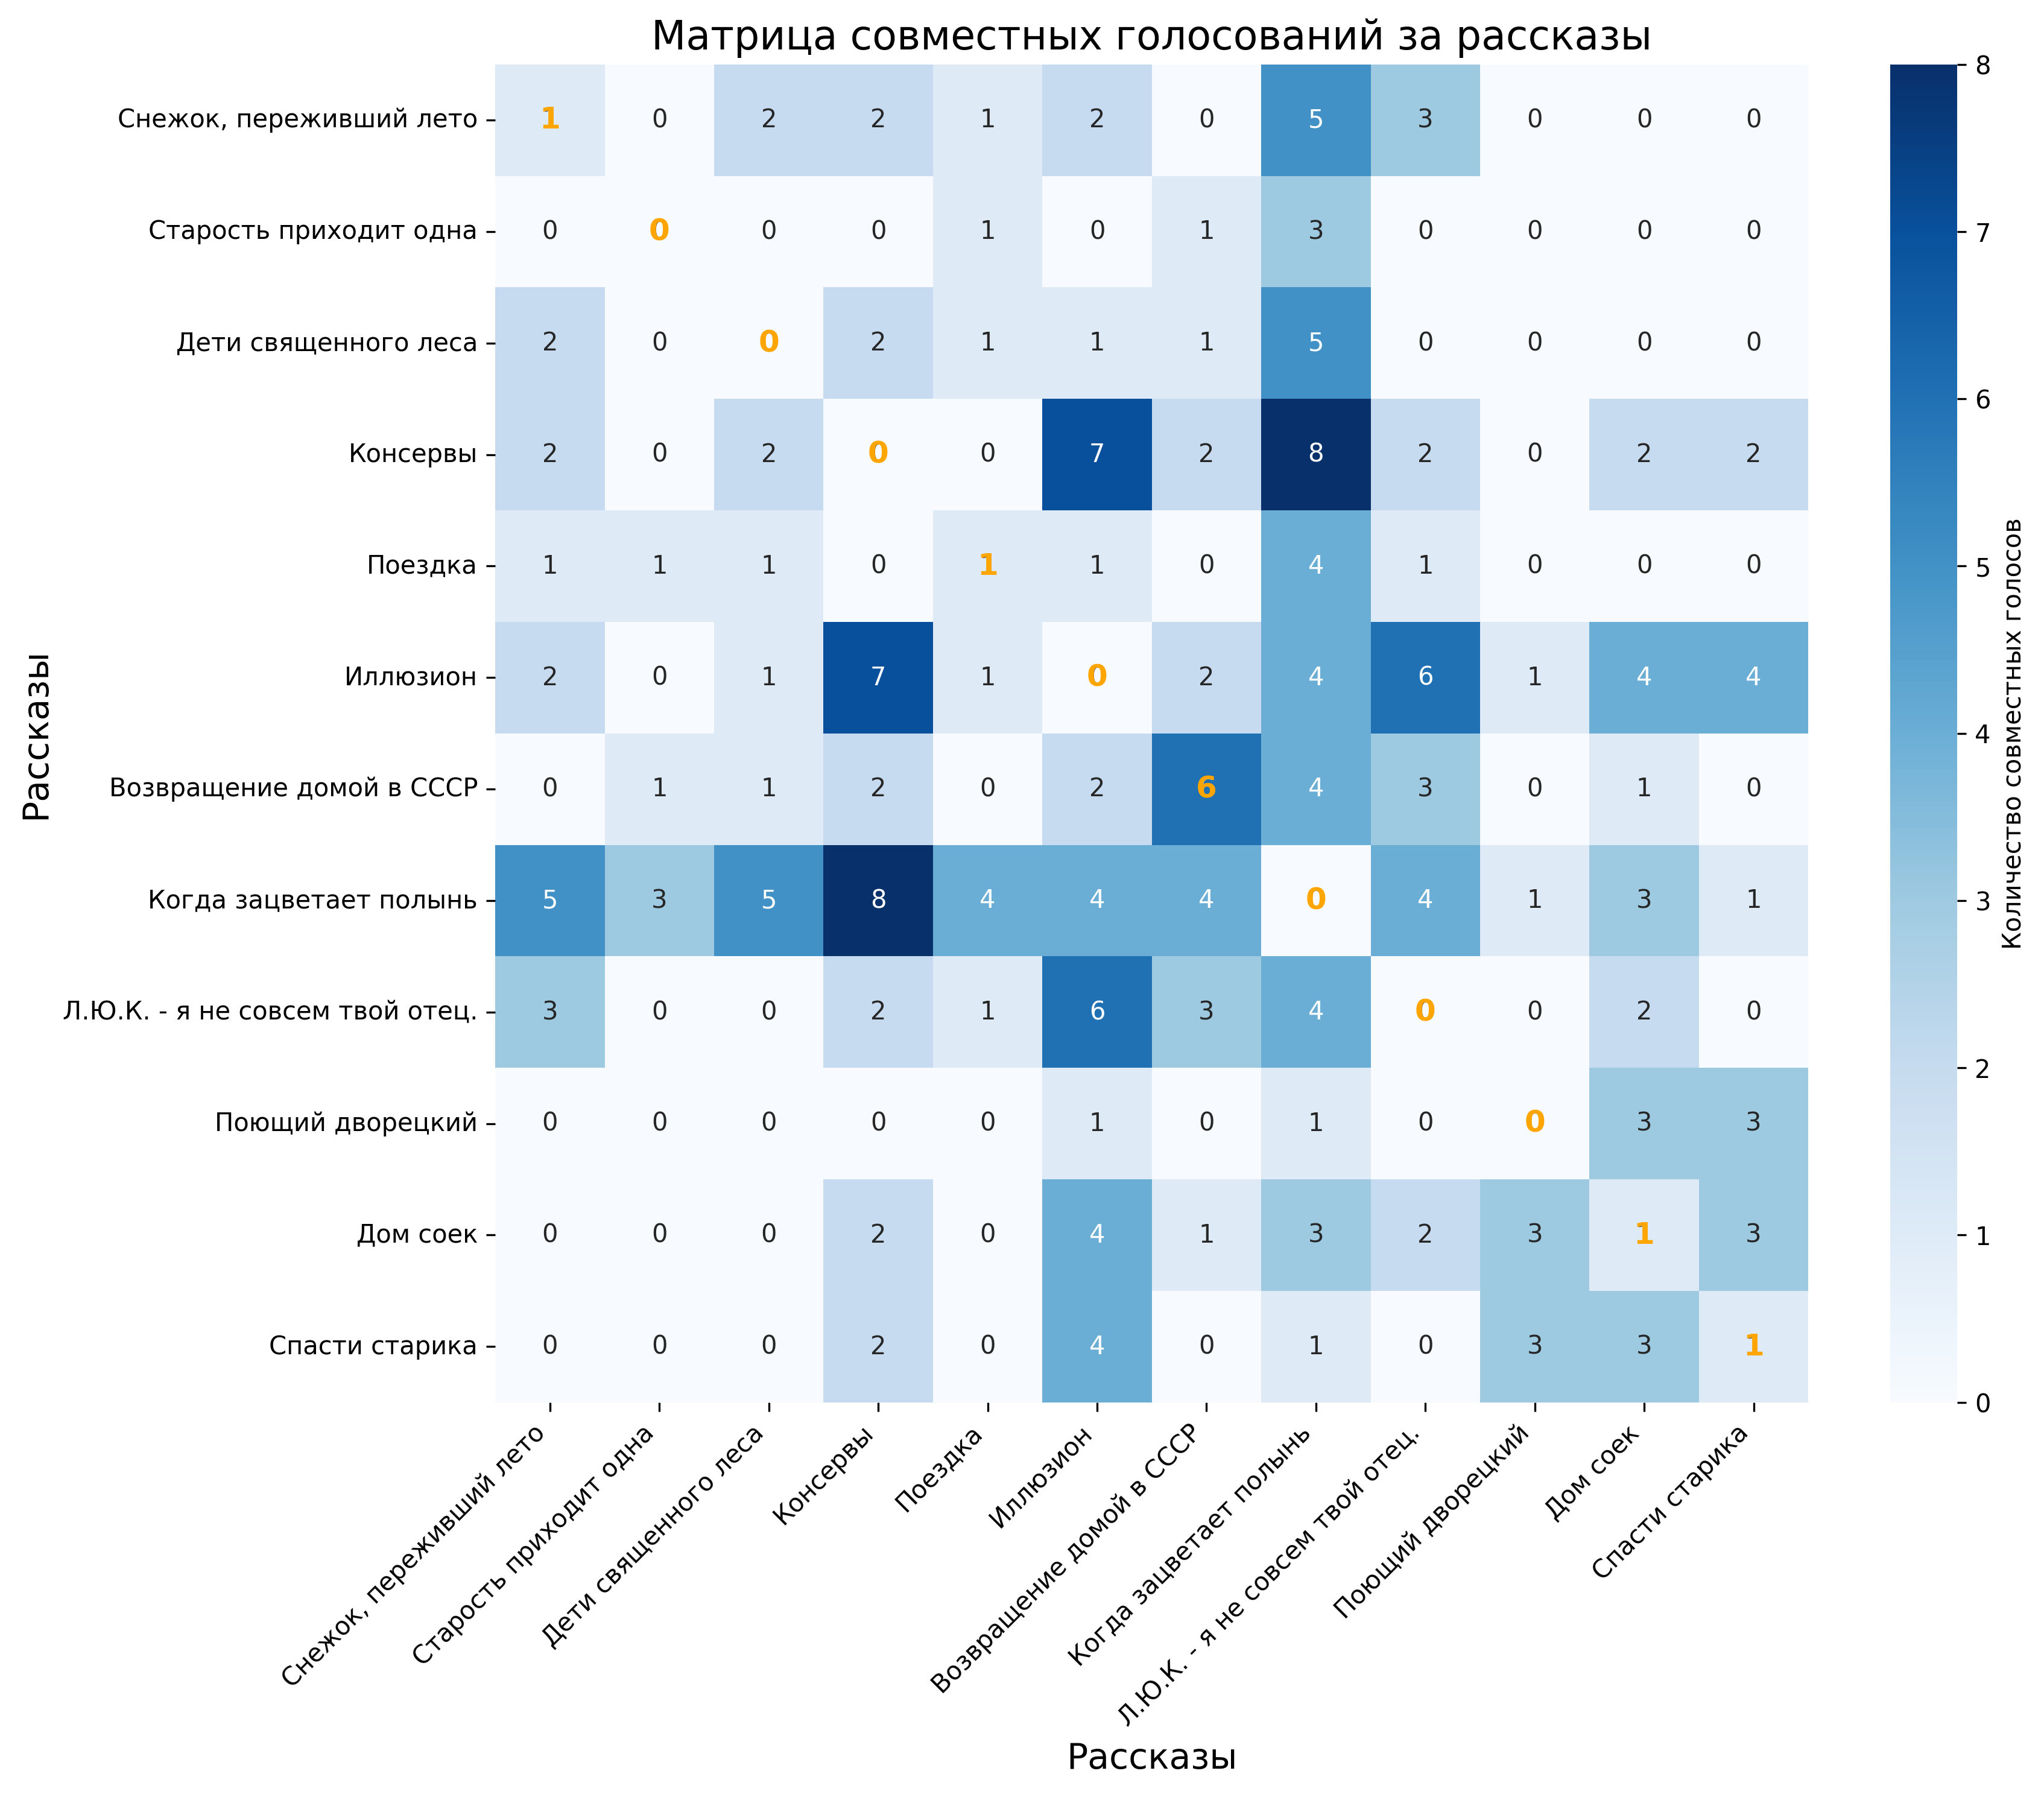 Матрица совместных голосований за рассказы
Снежок, переживший лето 1 0 2 2 1 2 0 5 3 0 0 0
Старость приходит одна 0 0 0 0 1 0 1 3 0 0 0 0
Дети священного леса 2 0 0 2 1 1 1 5 0 0 0 0
Консервы 2 0 2 0 0 7 2 8 2 0 2 2
Поездка 1 1 1 0 1 1 0 4 1 0 0 0
Иллюзион 2 0 1 7 1 0 2 4 6 1 4 4
Возвращение домой в СССР 0 1 1 2 0 2 6 4 3 0 1 0
Когда зацветает полынь 5 3 5 8 4 4 4 0 4 1 3 1
Л.Ю.К. - я не совсем твой отец. 3 0 0 2 1 6 3 4 0 0 2 0
Поющий дворецкий 0 0 0 0 0 1 0 1 0 0 3 3
Дом соек 0 0 0 2 0 4 1 3 2 3 1 3
Спасти старика 0 0 0 2 0 4 0 1 0 3 3 1
Рассказы
Снежок, переживший лето
Старость приходит одна
Дети священного леса
Консервы
Поездка
Иллюзион
Возвращение домой в СССР
Когда зацветает полынь
Л.Ю.К. - я не совсем твой отец.
Поющий дворецкий
Дом соек
Спасти старика
Рассказы
8
7
6
5
4
3
2
1
0
Количество совместных голосов